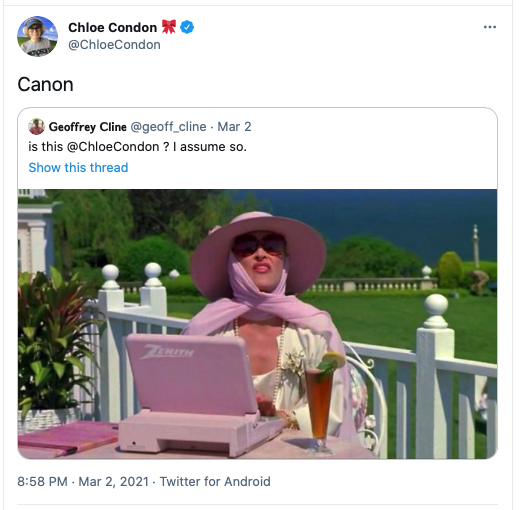 Chloe Condon 🎀
@ChloeCondon
Canon
Geoffrey Cline @geoff_cline · Mar 2
is this @ChloeCondon ? I assume so.
Show this thread
ZENITH
8:58 PM · Mar 2, 2021 · Twitter for Android